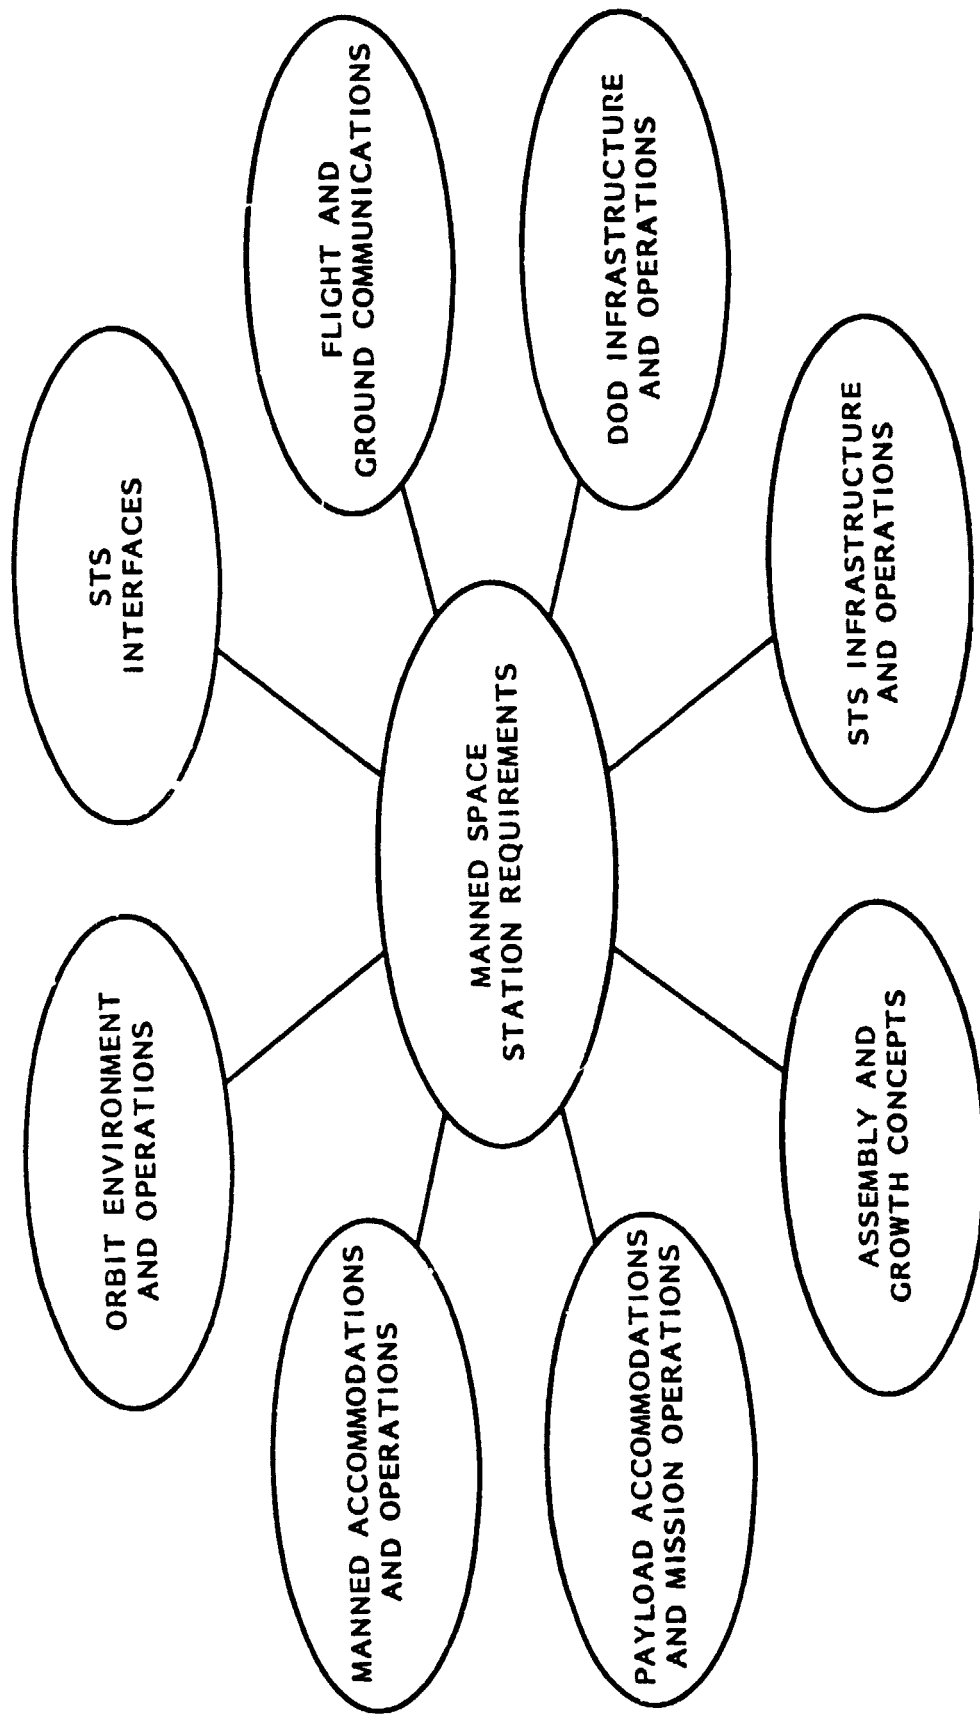 ORBIT ENVIRONMENT
AND OPERATIONS
STS
INTERFACES
MANNED ACCOMMODATIONS
AND OPERATIONS
FLIGHT AND
GROUND COMMUNICATIONS
MANNED SPACE
STATION REQUIREMENTS
PAYLOAD ACCOMMODATIONS
AND MISSION OPERATIONS
DOD INFRASTRUCTURE
AND OPERATIONS
ASSEMBLY AND
GROWTH CONCEPTS
STS INFRASTRUCTURE
AND OPERATIONS